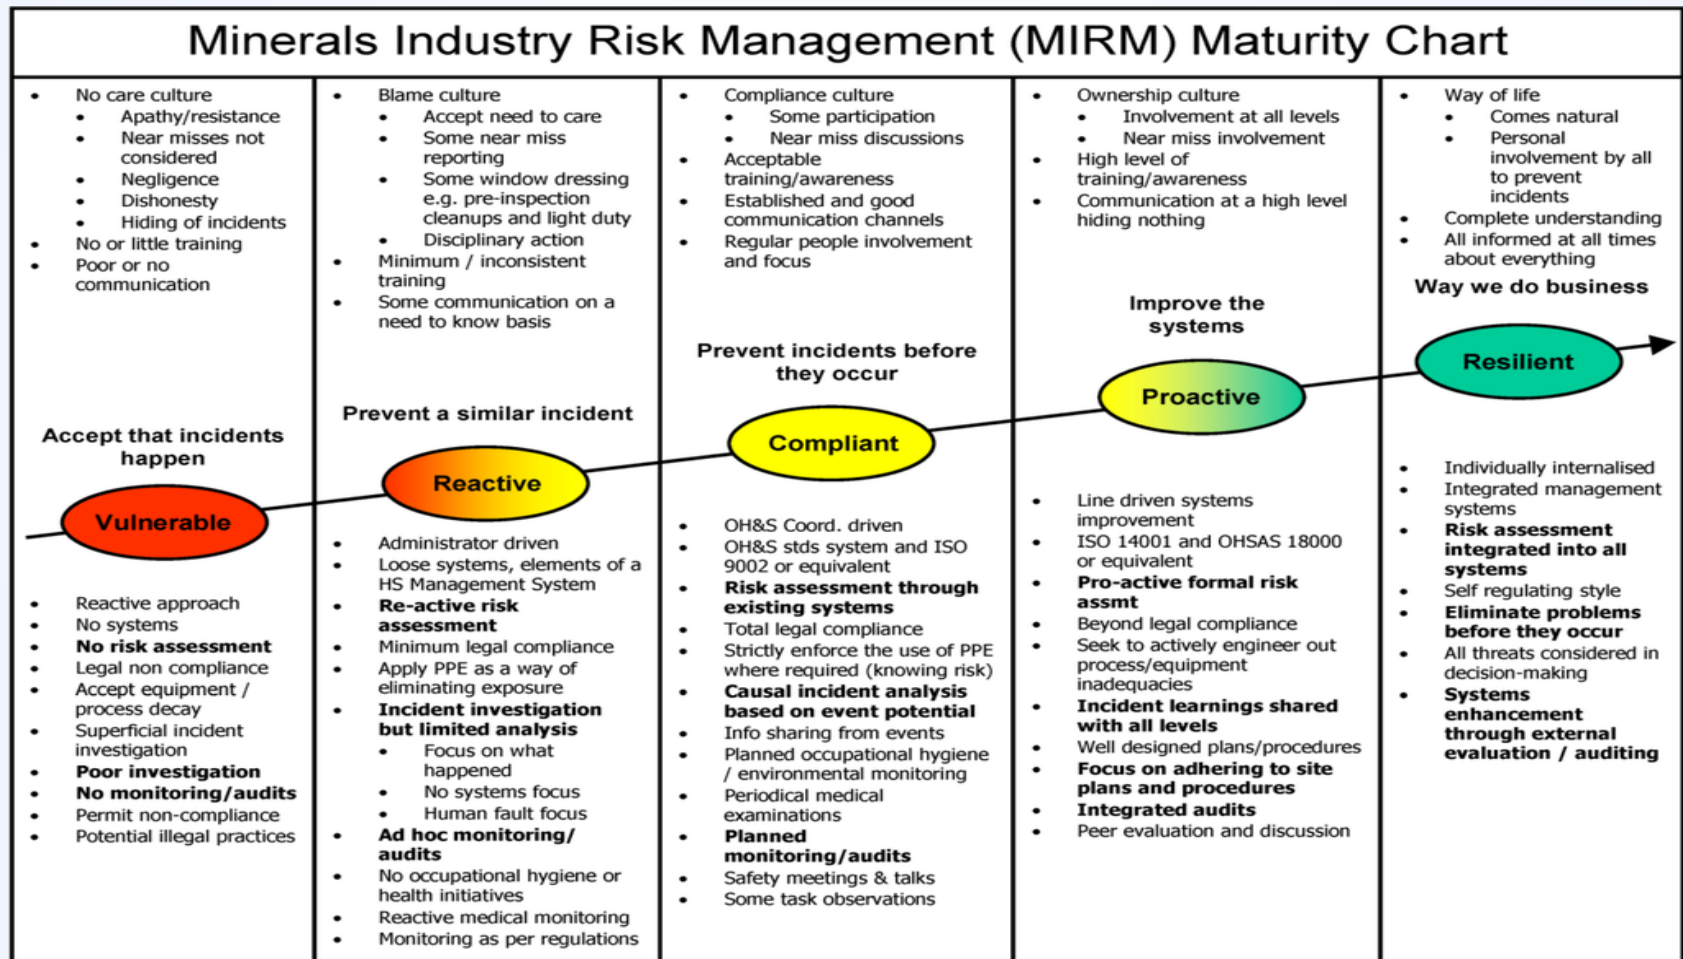 Minerals Industry Risk Management (MIRM) Maturity Chart
• No care culture
• Apathy/resistance
• Near misses not
considered
• Negligence
• Dishonesty
• Hiding of incidents
• No or little training
• Poor or no
communication
Accept that incidents
happen
Vulnerable
• Reactive approach
• No systems
• No risk assessment
• Legal non compliance
• Accept equipment /
process decay
• Superficial incident
investigation
• Poor investigation
• No monitoring/audits
• Permit non-compliance
• Potential illegal practices
• Blame culture
• Accept need to care
• Some near miss
reporting
• Some window dressing
e.g. pre-inspection
cleanups and light duty
• Disciplinary action
• Minimum / inconsistent
training
• Some communication on a
need to know basis
Prevent a similar incident
Reactive
• Administrator driven
• Loose systems, elements of a
HS Management System
• Re-active risk
assessment
• Minimum legal compliance
• Apply PPE as a way of
eliminating exposure
• Incident investigation
but limited analysis
• Focus on what
happened
• No systems focus
• Human fault focus
• Ad hoc monitoring/
audits
• No occupational hygiene or
health initiatives
• Reactive medical monitoring
• Monitoring as per regulations
• Compliance culture
• Some participation
• Near miss discussions
• Acceptable
training/awareness
• Established and good
communication channels
• Regular people involvement
and focus
Prevent incidents before
they occur
Compliant
• OH&S Coord. driven
• OH&S stds system and ISO
9002 or equivalent
• Risk assessment through
existing systems
• Total legal compliance
• Strictly enforce the use of PPE
where required (knowing risk)
• Causal incident analysis
based on event potential
• Info sharing from events
• Planned occupational hygiene
/ environmental monitoring
• Periodical medical
examinations
• Planned
monitoring/audits
• Safety meetings & talks
• Some task observations
• Ownership culture
• Involvement at all levels
• Near miss involvement
• High level of
training/awareness
• Communication at a high level
hiding nothing
Improve the
systems
Proactive
• Line driven systems
improvement
• ISO 14001 and OHSAS 18000
or equivalent
• Pro-active formal risk
assmt
• Beyond legal compliance
• Seek to actively engineer out
process/equipment
inadequacies
• Incident learnings shared
with all levels
• Well designed plans/procedures
• Focus on adhering to site
plans and procedures
• Integrated audits
• Peer evaluation and discussion
• Way of life
• Comes natural
• Personal
involvement by all
to prevent
incidents
• Complete understanding
• All informed at all times
about everything
Way we do business
Resilient
• Individually internalised
• Integrated management
systems
• Risk assessment
integrated into all
systems
• Self regulating style
• Eliminate problems
before they occur
• All threats considered in
decision-making
• Systems
enhancement
through external
evaluation / auditing